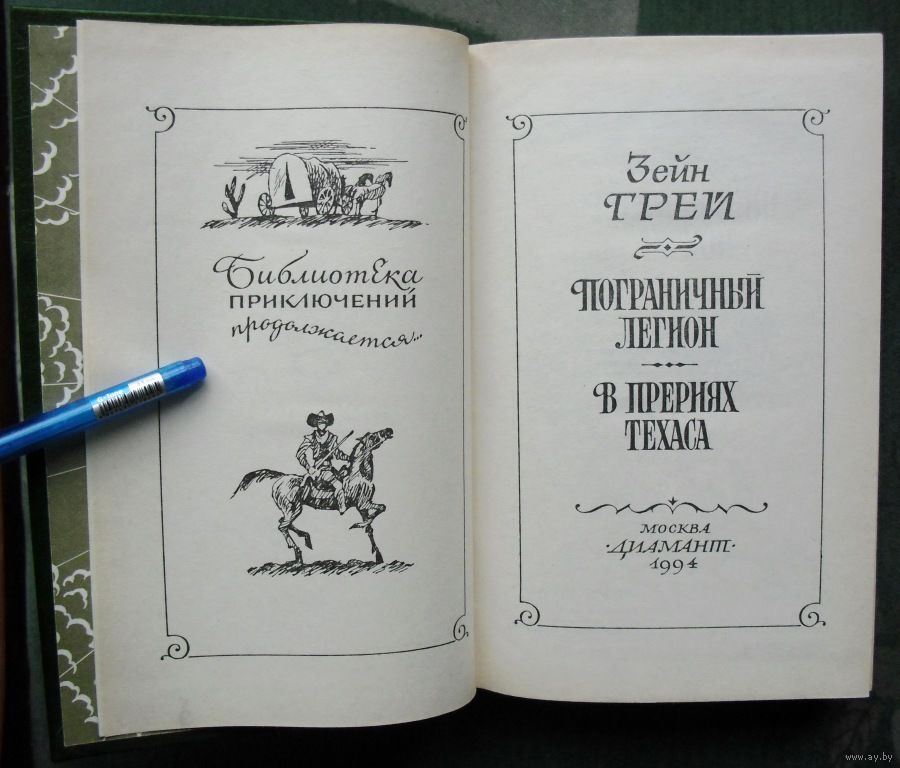 Библиотека
ПРИКЛЮЧЕНИЙ
продолжается...
Зейн
ГРЕЙ
ПОГРАНИЧНЫЙ
ЛЕГИОН
В ПРЕРИЯХ
ТЕХАСА
МОСКВА
·ДИАМАНТ·
1994
www.ay.by